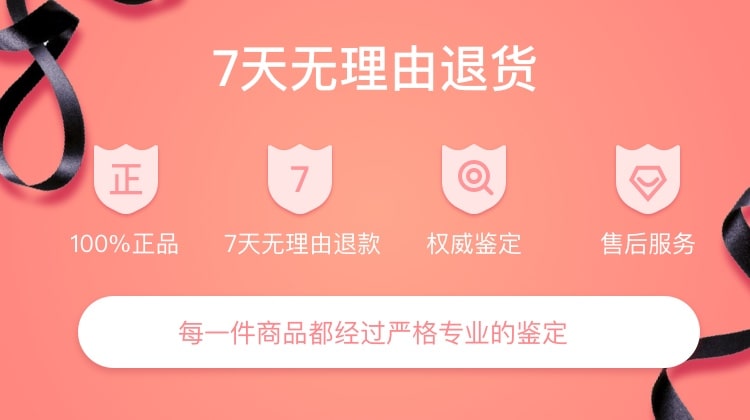 7天无理由退货
正
7
100%正品
7天无理由退款
权威鉴定
售后服务
每一件商品都经过严格专业的鉴定